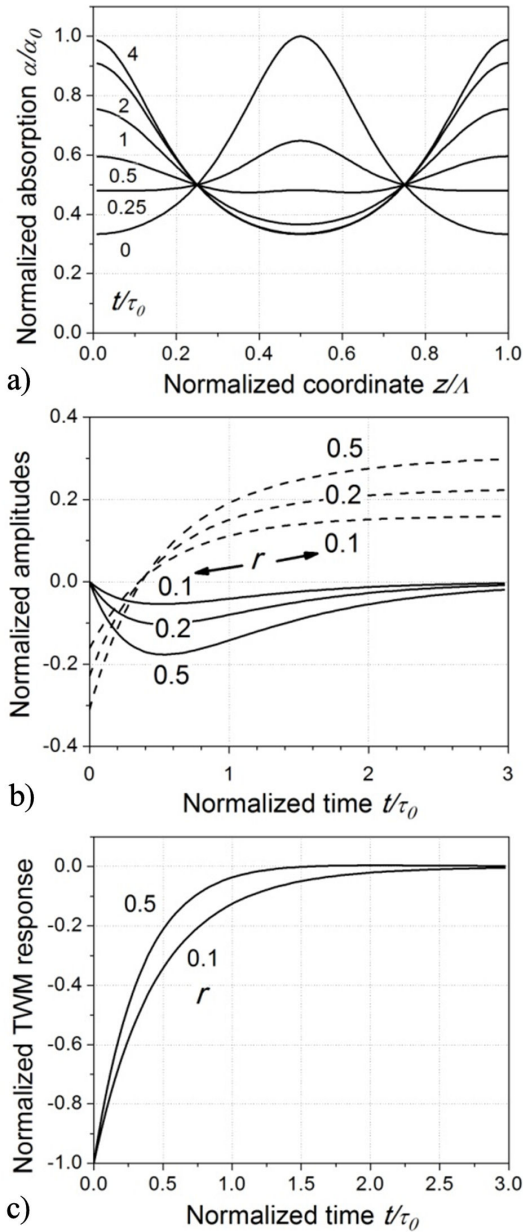 Normalized absorption α/α₀
1.0
0.8
0.6
0.4
0.2
0.0
4
2
1
0.5
0.25
0
t/τ₀
0.0 0.2 0.4 0.6 0.8 1.0
a) Normalized coordinate z/Λ
Normalized amplitudes
0.4
0.2
0.0
-0.2
-0.4
0.5
0.2
0.1
r
0.1
0.2
0.5
0 1 2 3
b) Normalized time t/τ₀
Normalized TWM response
0.0
-0.2
-0.4
-0.6
-0.8
-1.0
0.5
0.1
r
0.0 0.5 1.0 1.5 2.0 2.5 3.0
c) Normalized time t/τ₀